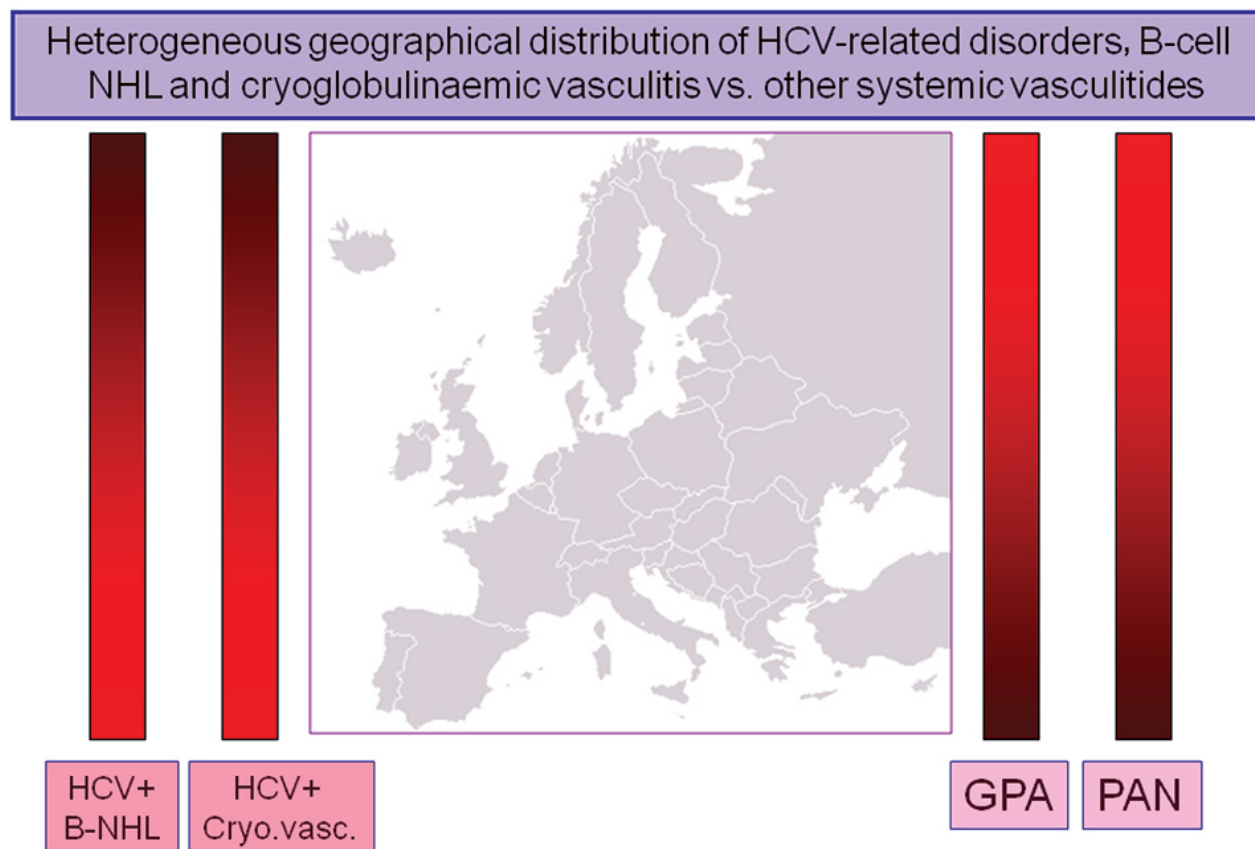 Heterogeneous geographical distribution of HCV-related disorders, B-cell
NHL and cryoglobulinaemic vasculitis vs. other systemic vasculitides
HCV+
B-NHL
HCV+
Cryo.vasc.
GPA
PAN